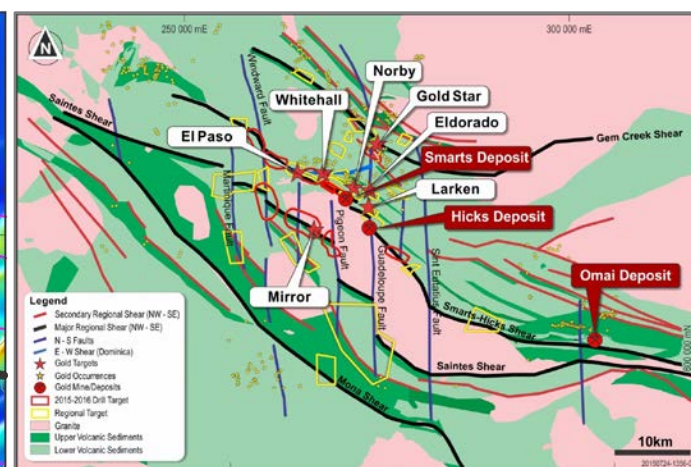 250 000 mE
300 000 mE
N
Norby
Gold Star
Whitehall
Eldorado
El Paso
Smarts Deposit
Larken
Hicks Deposit
Omai Deposit
Mirror
Saintes Shear
Windward Fault
Gem Creek Shear
Martinique Fault
Pigeon Fault
Guadeloupe Fault
Sint Eustatius Fault
Smarts-Hicks Shear
Saintes Shear
Mona Shear
Legend
Secondary Regional Shear (NW - SE)
Major Regional Shear (NW - SE)
N - S Faults
E - W Shear (Dominica)
Gold Targets
Gold Occurrences
Gold Mine/Deposits
2015-2016 Drill Target
Regional Target
Granite
Upper Volcanic Sediments
Lower Volcanic Sediments
10km